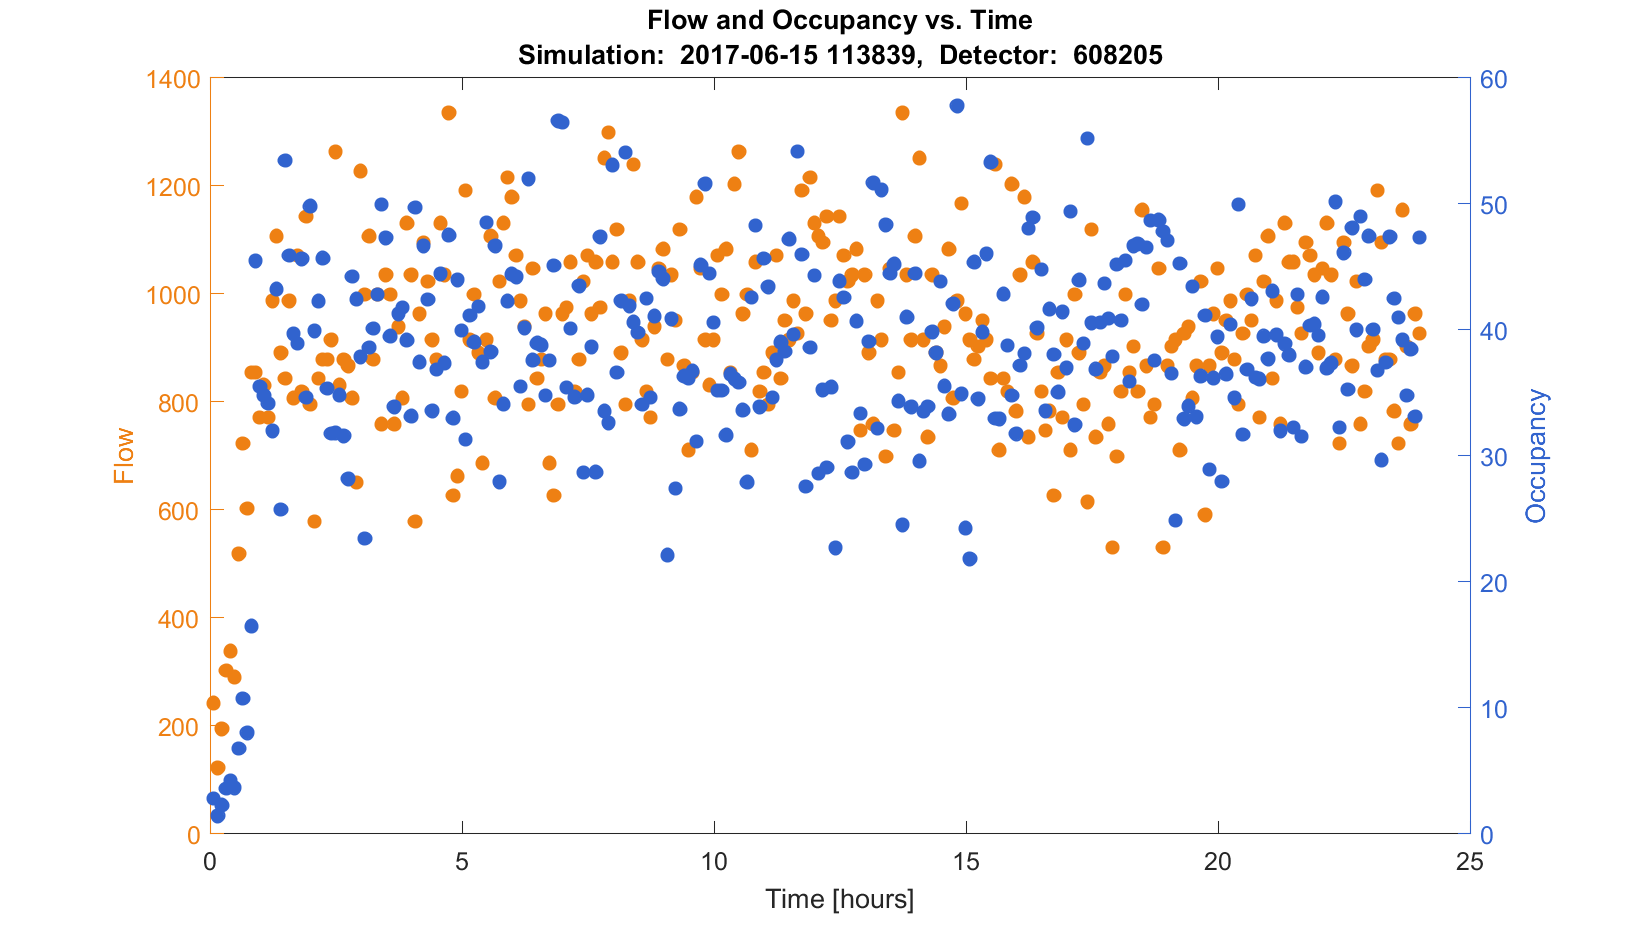 Flow and Occupancy vs. Time
Simulation:  2017-06-15 113839,  Detector:  608205
1400
1200
1000
800
600
400
200
0
Flow
60
50
40
30
20
10
0
Occupancy
0 5 10 15 20 25
Time [hours]